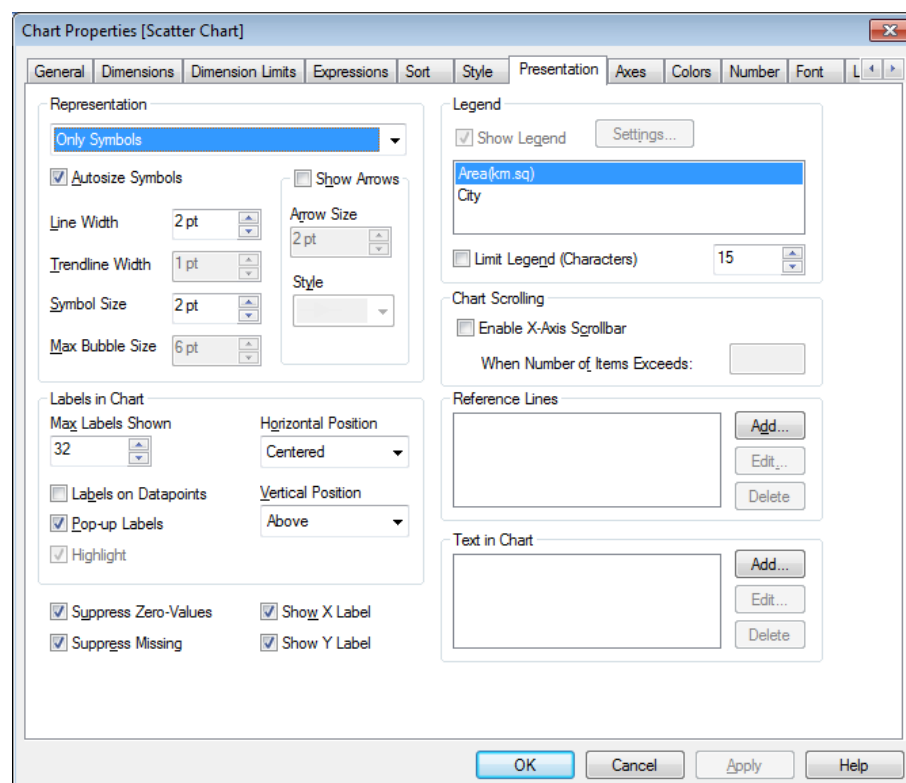 Chart Properties [Scatter Chart]
General Dimensions Dimension Limits Expressions Sort Style Presentation Axes Colors Number Font L
Representation
Only Symbols
Autosize Symbols
Line Width 2 pt
Trendline Width 1 pt
Symbol Size 2 pt
Max Bubble Size 6 pt
Show Arrows
Arrow Size
2 pt
Style
Labels in Chart
Max Labels Shown
32
Labels on Datapoints
Pop-up Labels
Highlight
Horizontal Position
Centered
Vertical Position
Above
Suppress Zero-Values
Show X Label
Suppress Missing
Show Y Label
Legend
Show Legend
Settings...
Area(km.sq)
City
Limit Legend (Characters) 15
Chart Scrolling
Enable X-Axis Scrollbar
When Number of Items Exceeds:
Reference Lines
Add...
Edit...
Delete
Text in Chart
Add...
Edit...
Delete
OK Cancel Apply Help